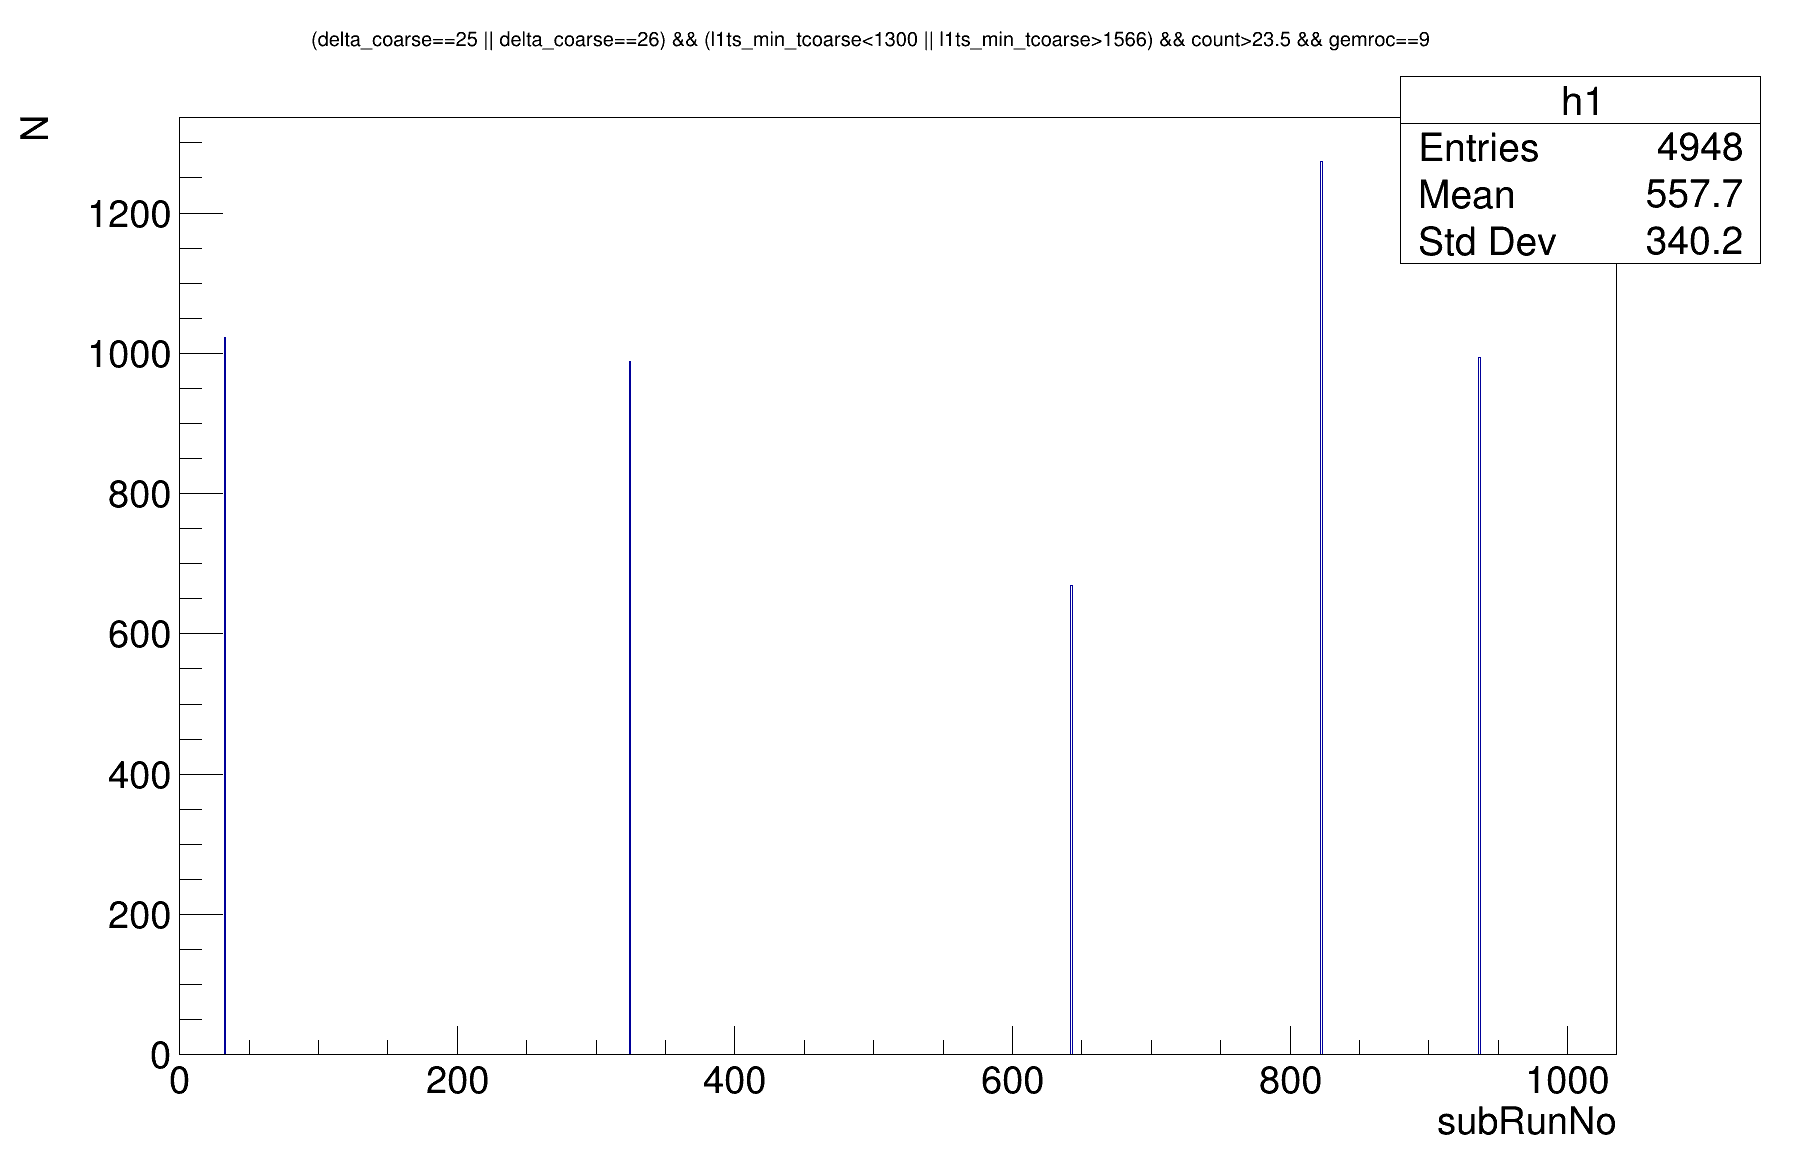 (delta_coarse==25 || delta_coarse==26) && (l1ts_min_tcoarse<1300 || l1ts_min_tcoarse>1566) && count>23.5 && gemroc==9
h1
Entries 4948
Mean 557.7
Std Dev 340.2
N
1200
1000
800
600
400
200
0
0 200 400 600 800 1000
subRunNo